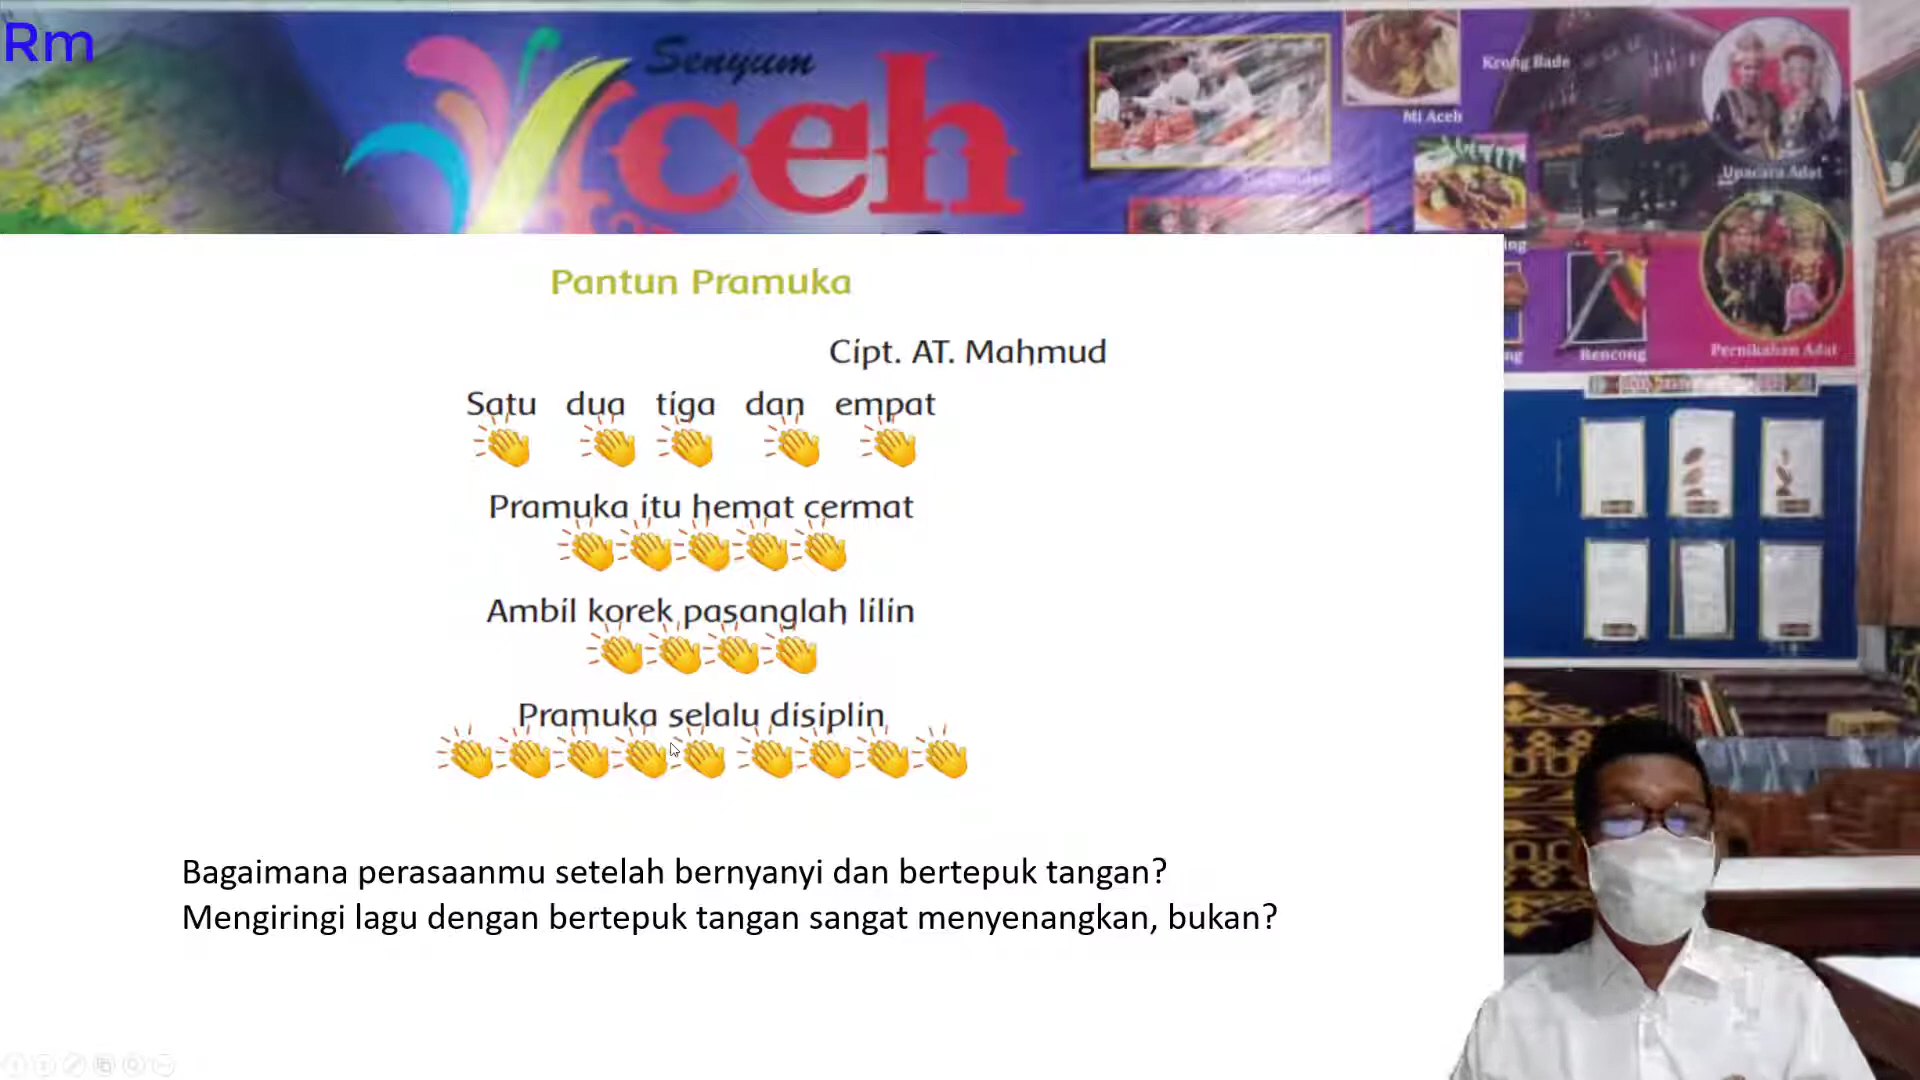 Rm
Senyum
Aceh
Krong Bade
Mi Aceh
Upacara Adat
Rencong
Pernikahan Adat
Pantun Pramuka
Cipt. AT. Mahmud
Satu dua tiga dan empat
Pramuka itu hemat cermat
Ambil korek pasanglah lilin
Pramuka selalu disiplin
Bagaimana perasaanmu setelah bernyanyi dan bertepuk tangan?
Mengiringi lagu dengan bertepuk tangan sangat menyenangkan, bukan?